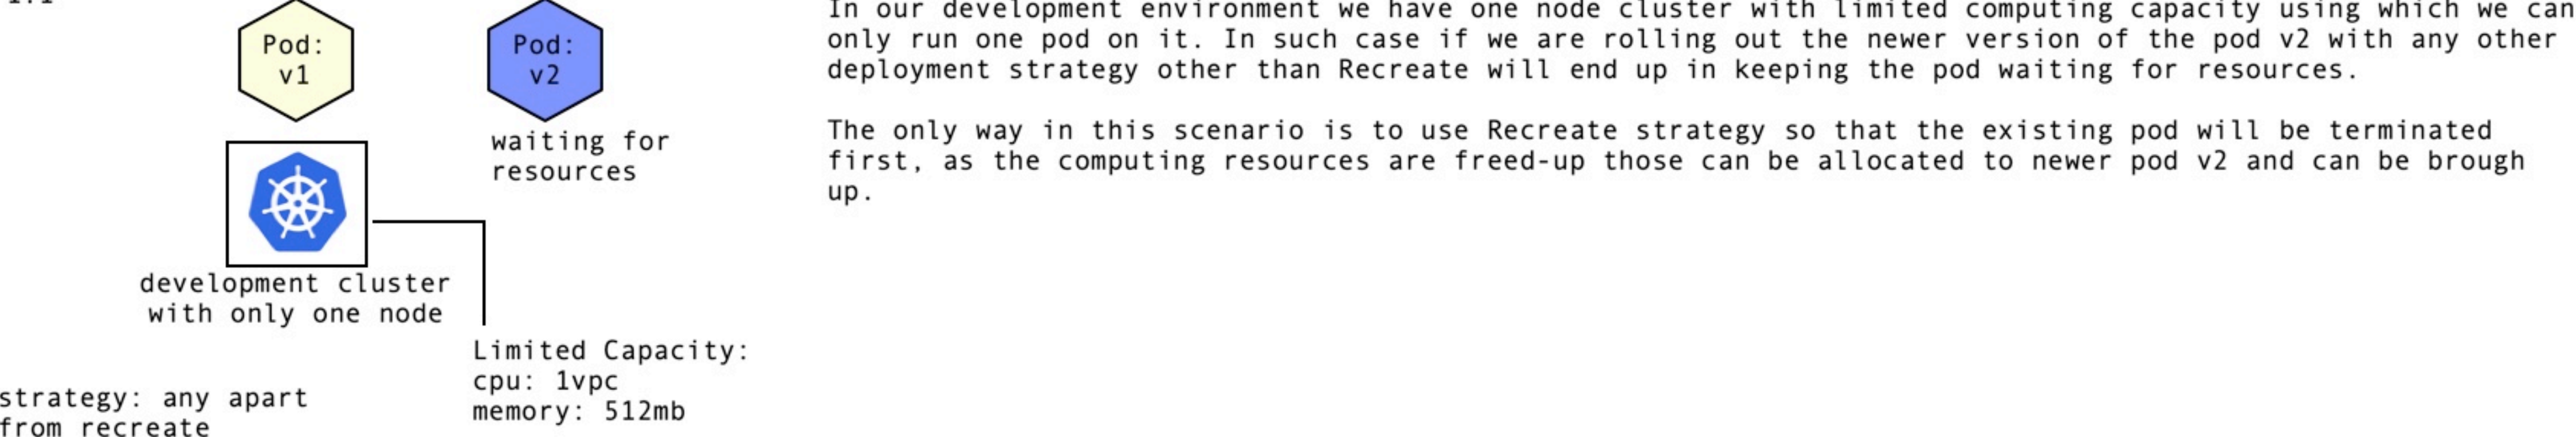 Pod:
v1
Pod:
v2
waiting for
resources
development cluster
with only one node
Limited Capacity:
cpu: 1vpc
memory: 512mb
strategy: any apart
from recreate
In our development environment we have one node cluster with limited computing capacity using which we can
only run one pod on it. In such case if we are rolling out the newer version of the pod v2 with any other
deployment strategy other than Recreate will end up in keeping the pod waiting for resources.
The only way in this scenario is to use Recreate strategy so that the existing pod will be terminated
first, as the computing resources are freed-up those can be allocated to newer pod v2 and can be brough
up.